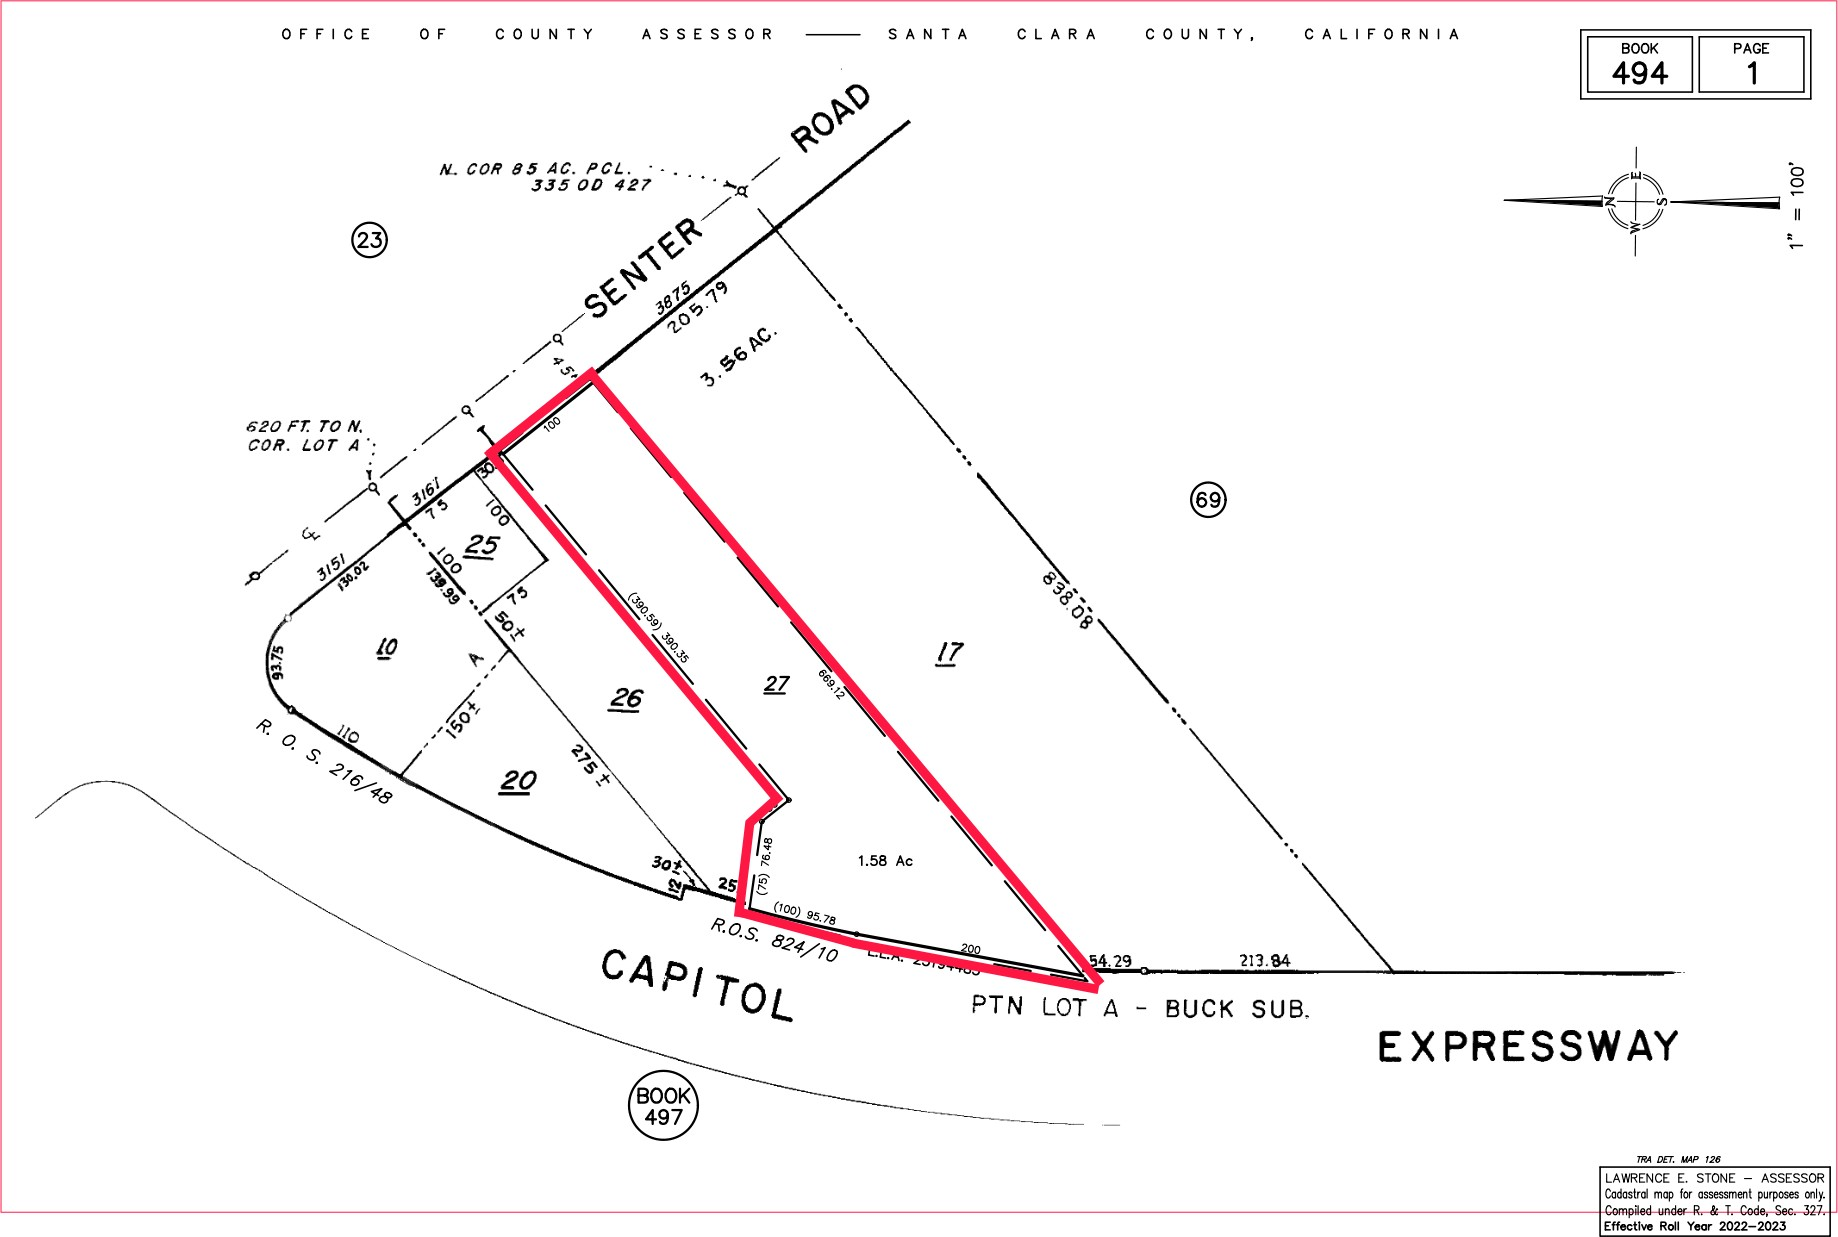 OFFICE OF COUNTY ASSESSOR — SANTA CLARA COUNTY, CALIFORNIA
BOOK
494
PAGE
1
N
E
S
W
1" = 100'
N. COR 85 AC. PCL.
335 OD 427
SENTER ROAD
23
3875
205.79
3.56 AC.
451
100
620 FT. TO N.
COR. LOT A
3161
75
30
100
25
100
139.99
75
50±
3151
130.02
93.75
10
A
150±
110
R. O. S. 216/48
20
26
275±
(390.59) 390.35
27
669.12
17
838.08
69
30±
12
25
(75) 76.48
1.58 Ac
(100) 95.78
200
R.O.S. 824/10
54.29
213.84
PTN LOT A - BUCK SUB.
CAPITOL
EXPRESSWAY
BOOK
497
TRA DET. MAP 126
LAWRENCE E. STONE - ASSESSOR
Cadastral map for assessment purposes only.
Compiled under R. & T. Code, Sec. 327.
Effective Roll Year 2022-2023